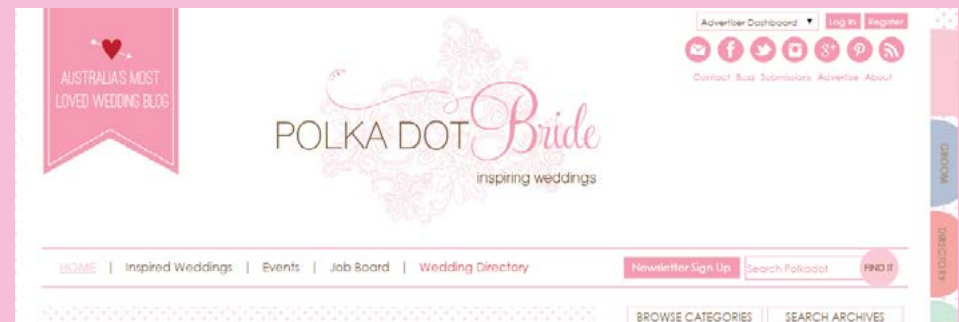 AUSTRALIA'S MOST
LOVED WEDDING BLOG
POLKA DOT Bride
inspiring weddings
Advertiser Dashboard
Log In
Register
Contact Buzz Submissions Advertise About
GROOM
DIRECTORY
HOME | Inspired Weddings | Events | Job Board | Wedding Directory
Newsletter Sign Up
Search Polkadot
FIND IT
BROWSE CATEGORIES
SEARCH ARCHIVES